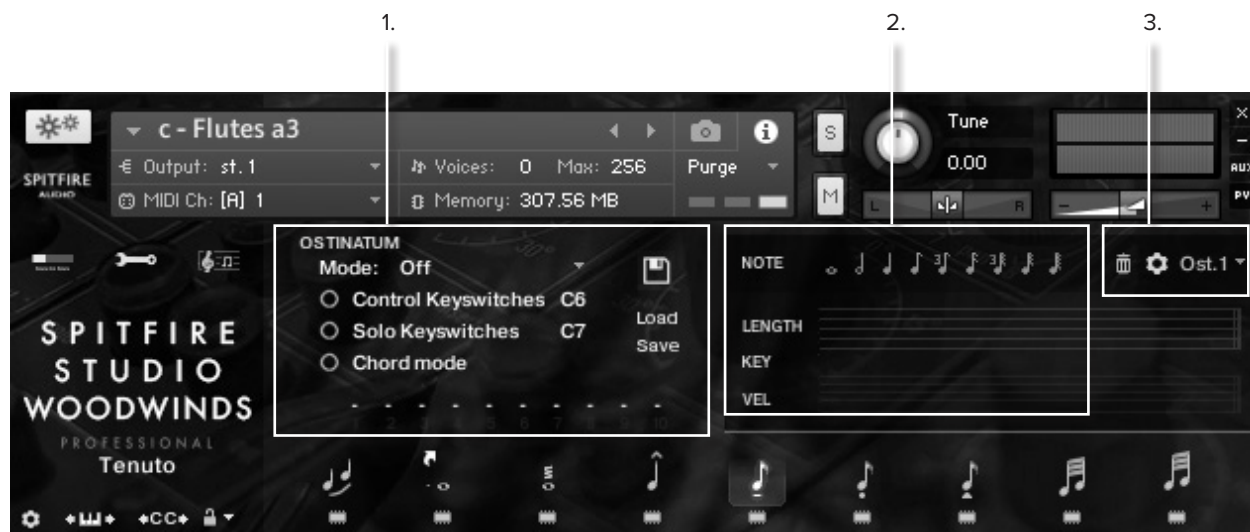 1. 2. 3.
c - Flutes a3
S
Tune
X
SPITFIRE
AUDIO
Output: st. 1
Voices: 0 Max: 256
Purge
0.00
AUX
MIDI Ch: [A] 1
Memory: 307.56 MB
M
L R
- +
PV
OSTINATUM
Mode: Off
Control Keyswitches C6
Solo Keyswitches C7
Chord mode
Load
Save
1 2 3 4 5 6 7 8 9 10
NOTE
3 3
LENGTH
KEY
VEL
Ost.1
SPITFIRE
STUDIO
WOODWINDS
PROFESSIONAL
Tenuto
CC